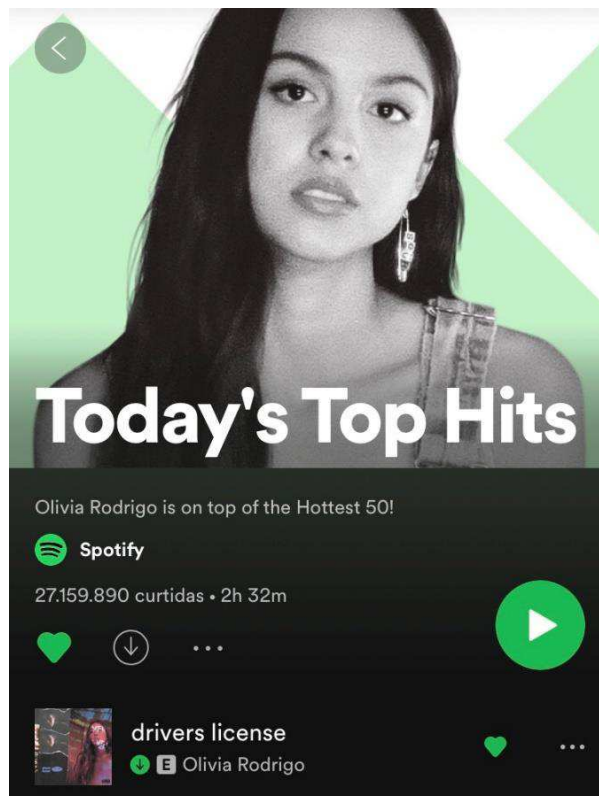 Today's Top Hits
Olivia Rodrigo is on top of the Hottest 50!
Spotify
27.159.890 curtidas • 2h 32m
drivers license
E Olivia Rodrigo